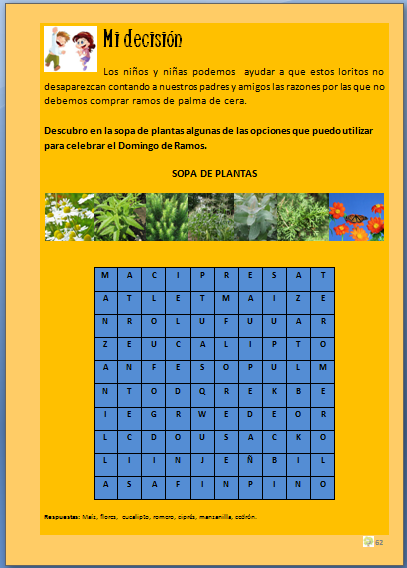 Mi decisión
Los niños y niñas podemos ayudar a que estos loritos no
desaparezcan contando a nuestros padres y amigos las razones por las que no
debemos comprar ramos de palma de cera.
Descubro en la sopa de plantas algunas de las opciones que puedo utilizar
para celebrar el Domingo de Ramos.
SOPA DE PLANTAS
M A C I P R E S A T
A T L E T M A I Z E
N R O L U F U U A R
Z E U C A L I P T O
A N F E S O P U L M
N T O D Q R E K B E
I E G R W E D E O R
L C D O U S A C K O
L I I N J E Ñ B I L
A S A F I N P I N O
Respuestas: Maíz, flores, eucalipto, romero, ciprés, manzanilla, cedrón.
62